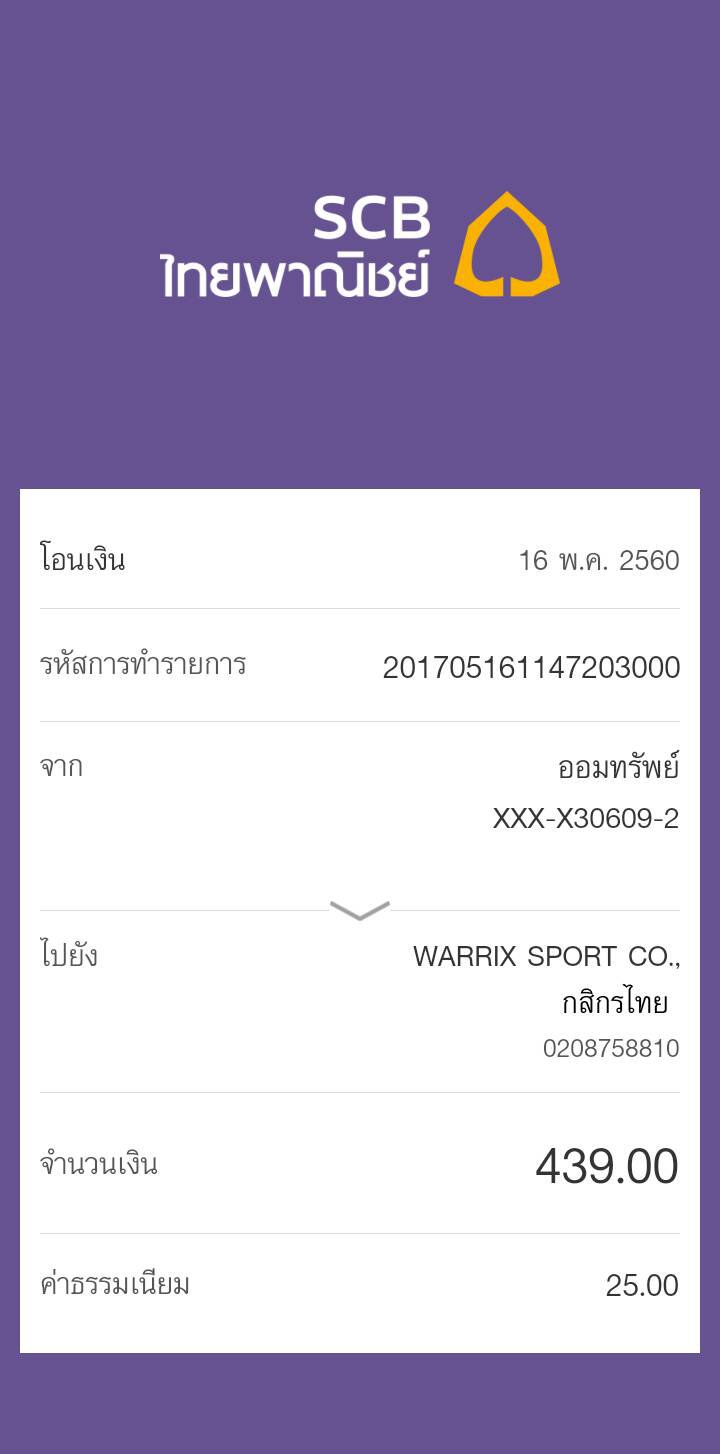 SCB
ไทยพาณิชย์
โอนเงิน 16 พ.ค. 2560
รหัสการทำรายการ 201705161147203000
จาก ออมทรัพย์
XXX-X30609-2
ไปยัง WARRIX SPORT CO.,
กสิกรไทย
0208758810
จำนวนเงิน 439.00
ค่าธรรมเนียม 25.00